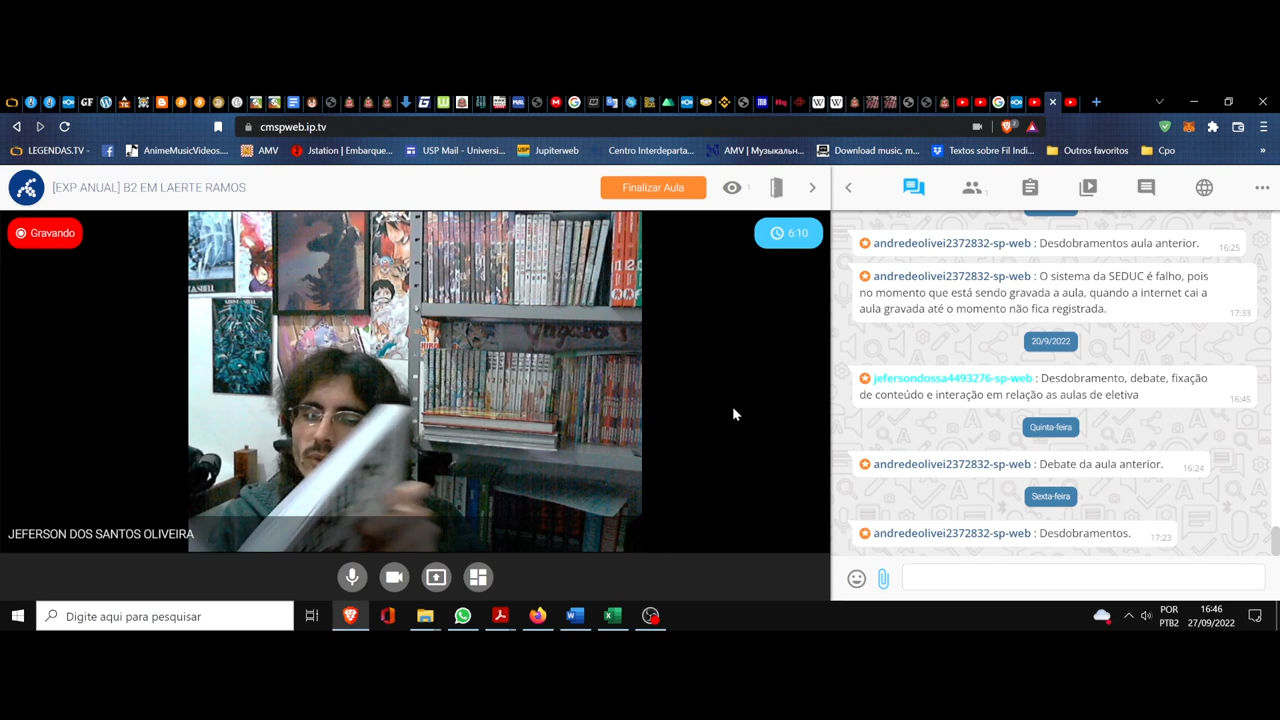 GF
MAL
Hq
W
W
cmspweb.ip.tv
2
LEGENDAS.TV -
AnimeMusicVideos....
AMV
Jstation | Embarque...
USP Mail - Universi...
Jupiterweb
Centro Interdeparta...
AMV | Музыкальн...
Download music, m...
Textos sobre Fil Indi...
Outros favoritos
Cpo
»
[EXP ANUAL] B2 EM LAERTE RAMOS
Finalizar Aula
1
1
Gravando
6:10
JEFERSON DOS SANTOS OLIVEIRA
andredeolivei2372832-sp-web : Desdobramentos aula anterior.
16:25
andredeolivei2372832-sp-web : O sistema da SEDUC é falho, pois
no momento que está sendo gravada a aula, quando a internet cai a
aula gravada até o momento não fica registrada.
17:33
20/9/2022
jefersondossa4493276-sp-web : Desdobramento, debate, fixação
de conteúdo e interação em relação as aulas de eletiva
16:45
Quinta-feira
andredeolivei2372832-sp-web : Debate da aula anterior.
16:24
Sexta-feira
andredeolivei2372832-sp-web : Desdobramentos.
17:23
Digite aqui para pesquisar
POR
PTB2
16:46
27/09/2022